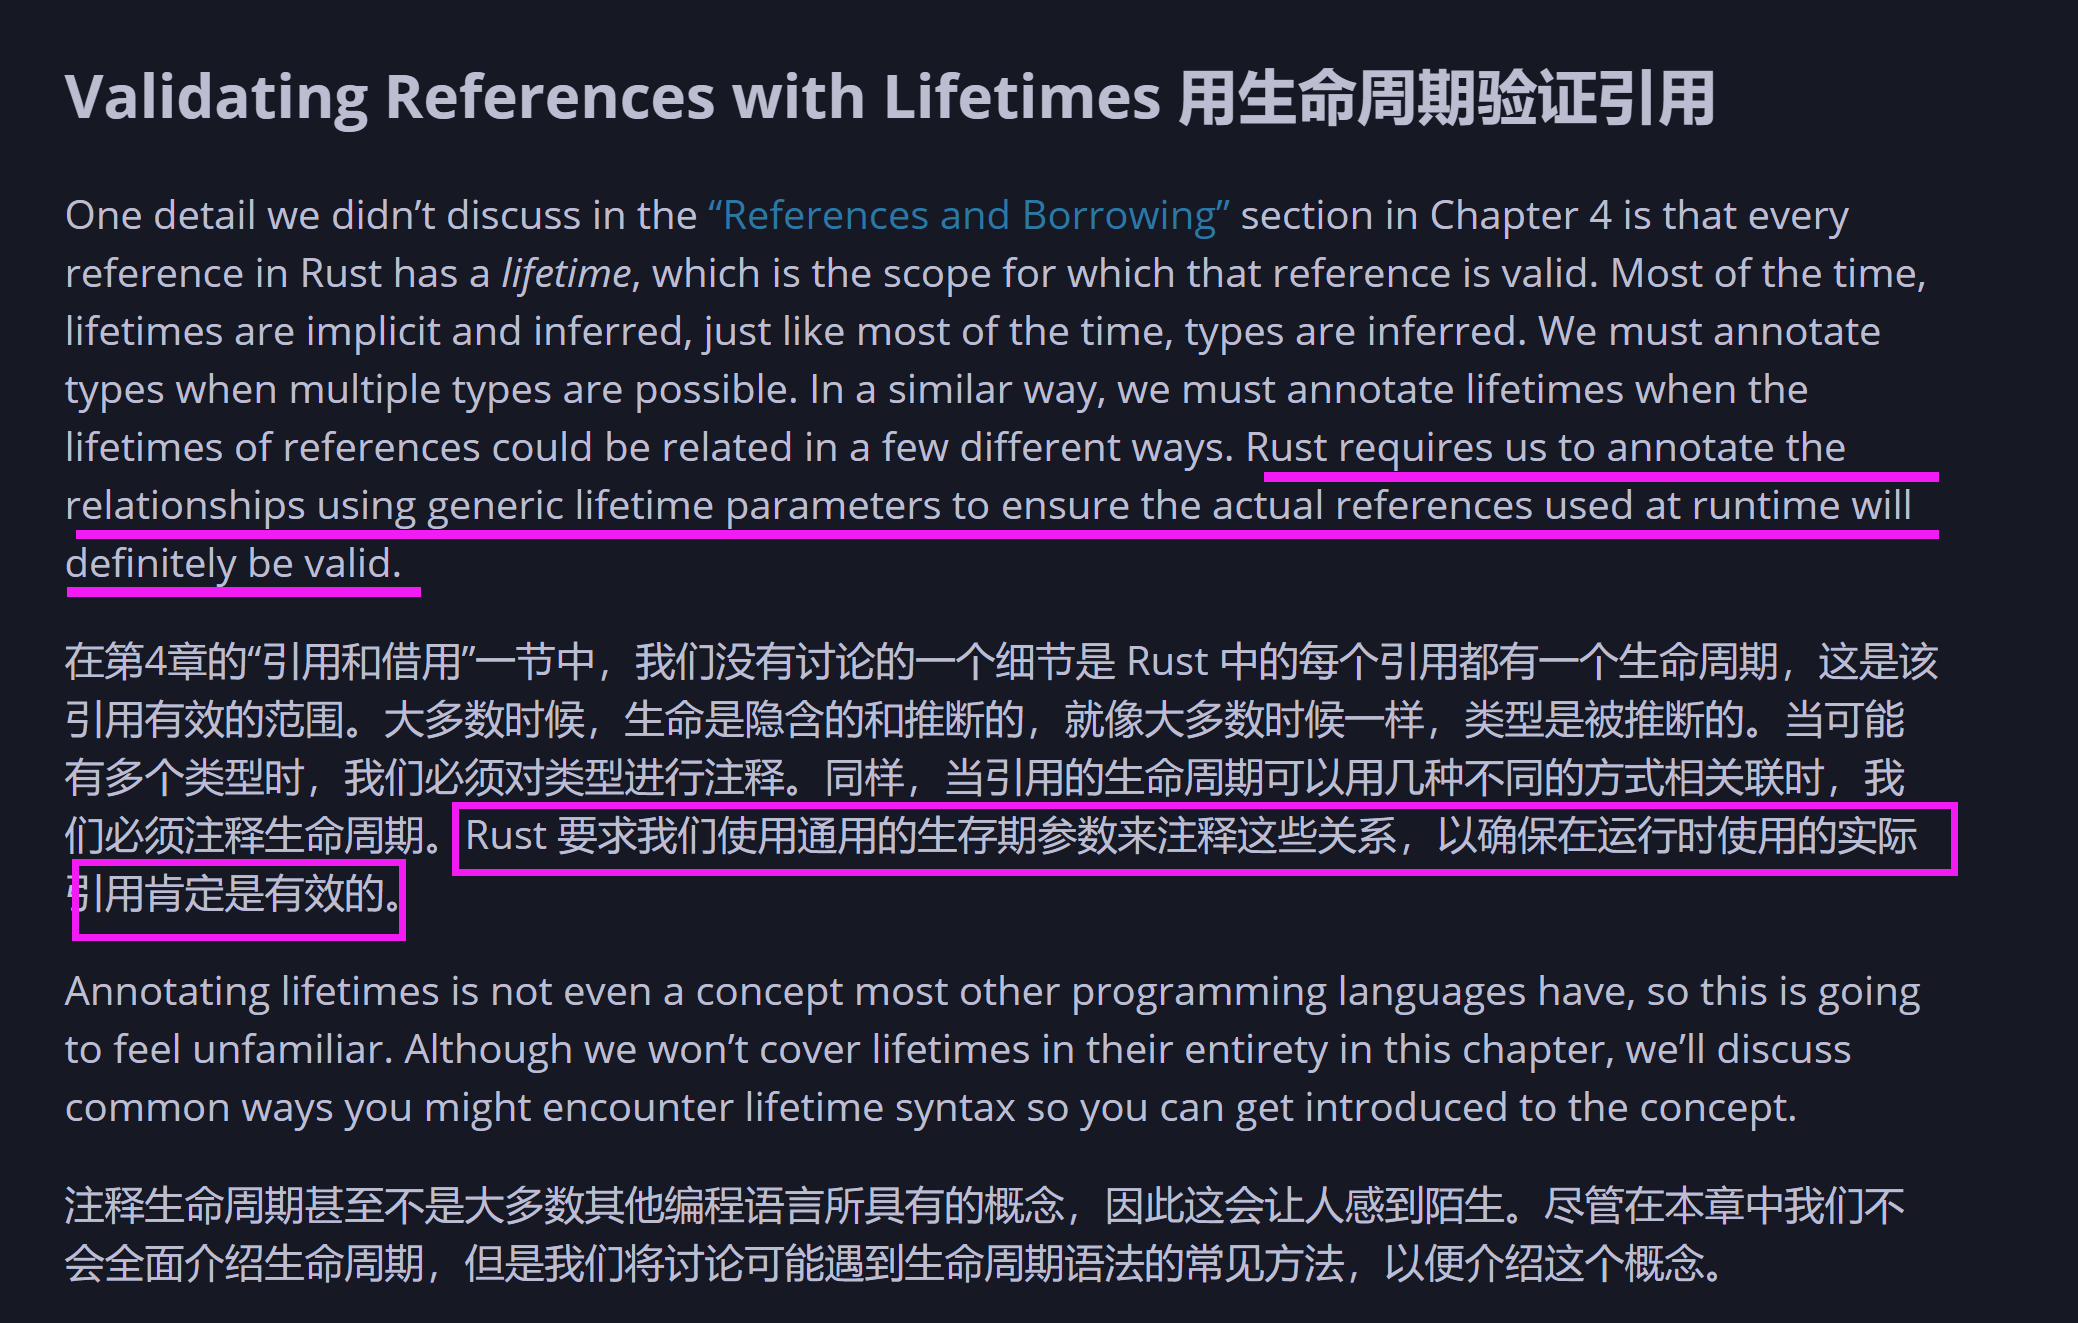 Validating References with Lifetimes 用生命周期验证引用
One detail we didn’t discuss in the “References and Borrowing” section in Chapter 4 is that every
reference in Rust has a lifetime, which is the scope for which that reference is valid. Most of the time,
lifetimes are implicit and inferred, just like most of the time, types are inferred. We must annotate
types when multiple types are possible. In a similar way, we must annotate lifetimes when the
lifetimes of references could be related in a few different ways. Rust requires us to annotate the
relationships using generic lifetime parameters to ensure the actual references used at runtime will
definitely be valid.
在第4章的“引用和借用”一节中，我们没有讨论的一个细节是 Rust 中的每个引用都有一个生命周期，这是该
引用有效的范围。大多数时候，生命是隐含的和推断的，就像大多数时候一样，类型是被推断的。当可能
有多个类型时，我们必须对类型进行注释。同样，当引用的生命周期可以用几种不同的方式相关联时，我
们必须注释生命周期。Rust 要求我们使用通用的生存期参数来注释这些关系，以确保在运行时使用的实际
引用肯定是有效的。
Annotating lifetimes is not even a concept most other programming languages have, so this is going
to feel unfamiliar. Although we won’t cover lifetimes in their entirety in this chapter, we’ll discuss
common ways you might encounter lifetime syntax so you can get introduced to the concept.
注释生命周期甚至不是大多数其他编程语言所具有的概念，因此这会让人感到陌生。尽管在本章中我们不
会全面介绍生命周期，但是我们将讨论可能遇到生命周期语法的常见方法，以便介绍这个概念。